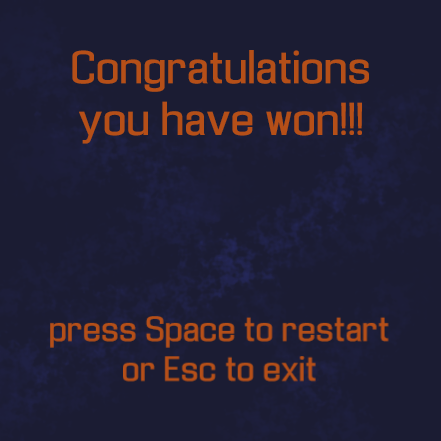 Congratulations
you have won!!!
press Space to restart
or Esc to exit